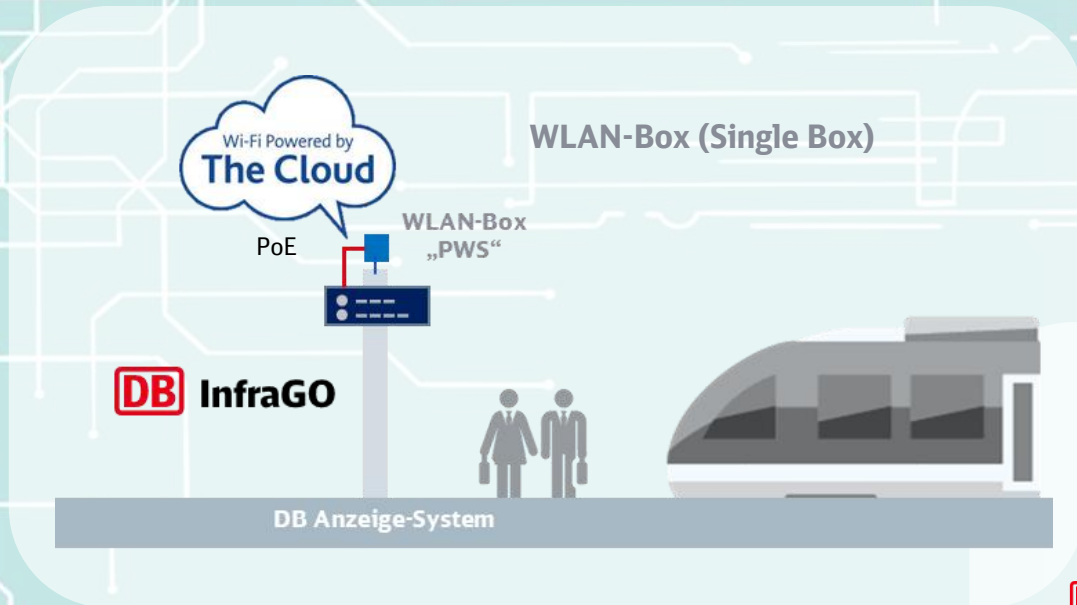 Wi-Fi Powered by
The Cloud
WLAN-Box (Single Box)
WLAN-Box
„PWS“
PoE
DB InfraGO
DB Anzeige-System